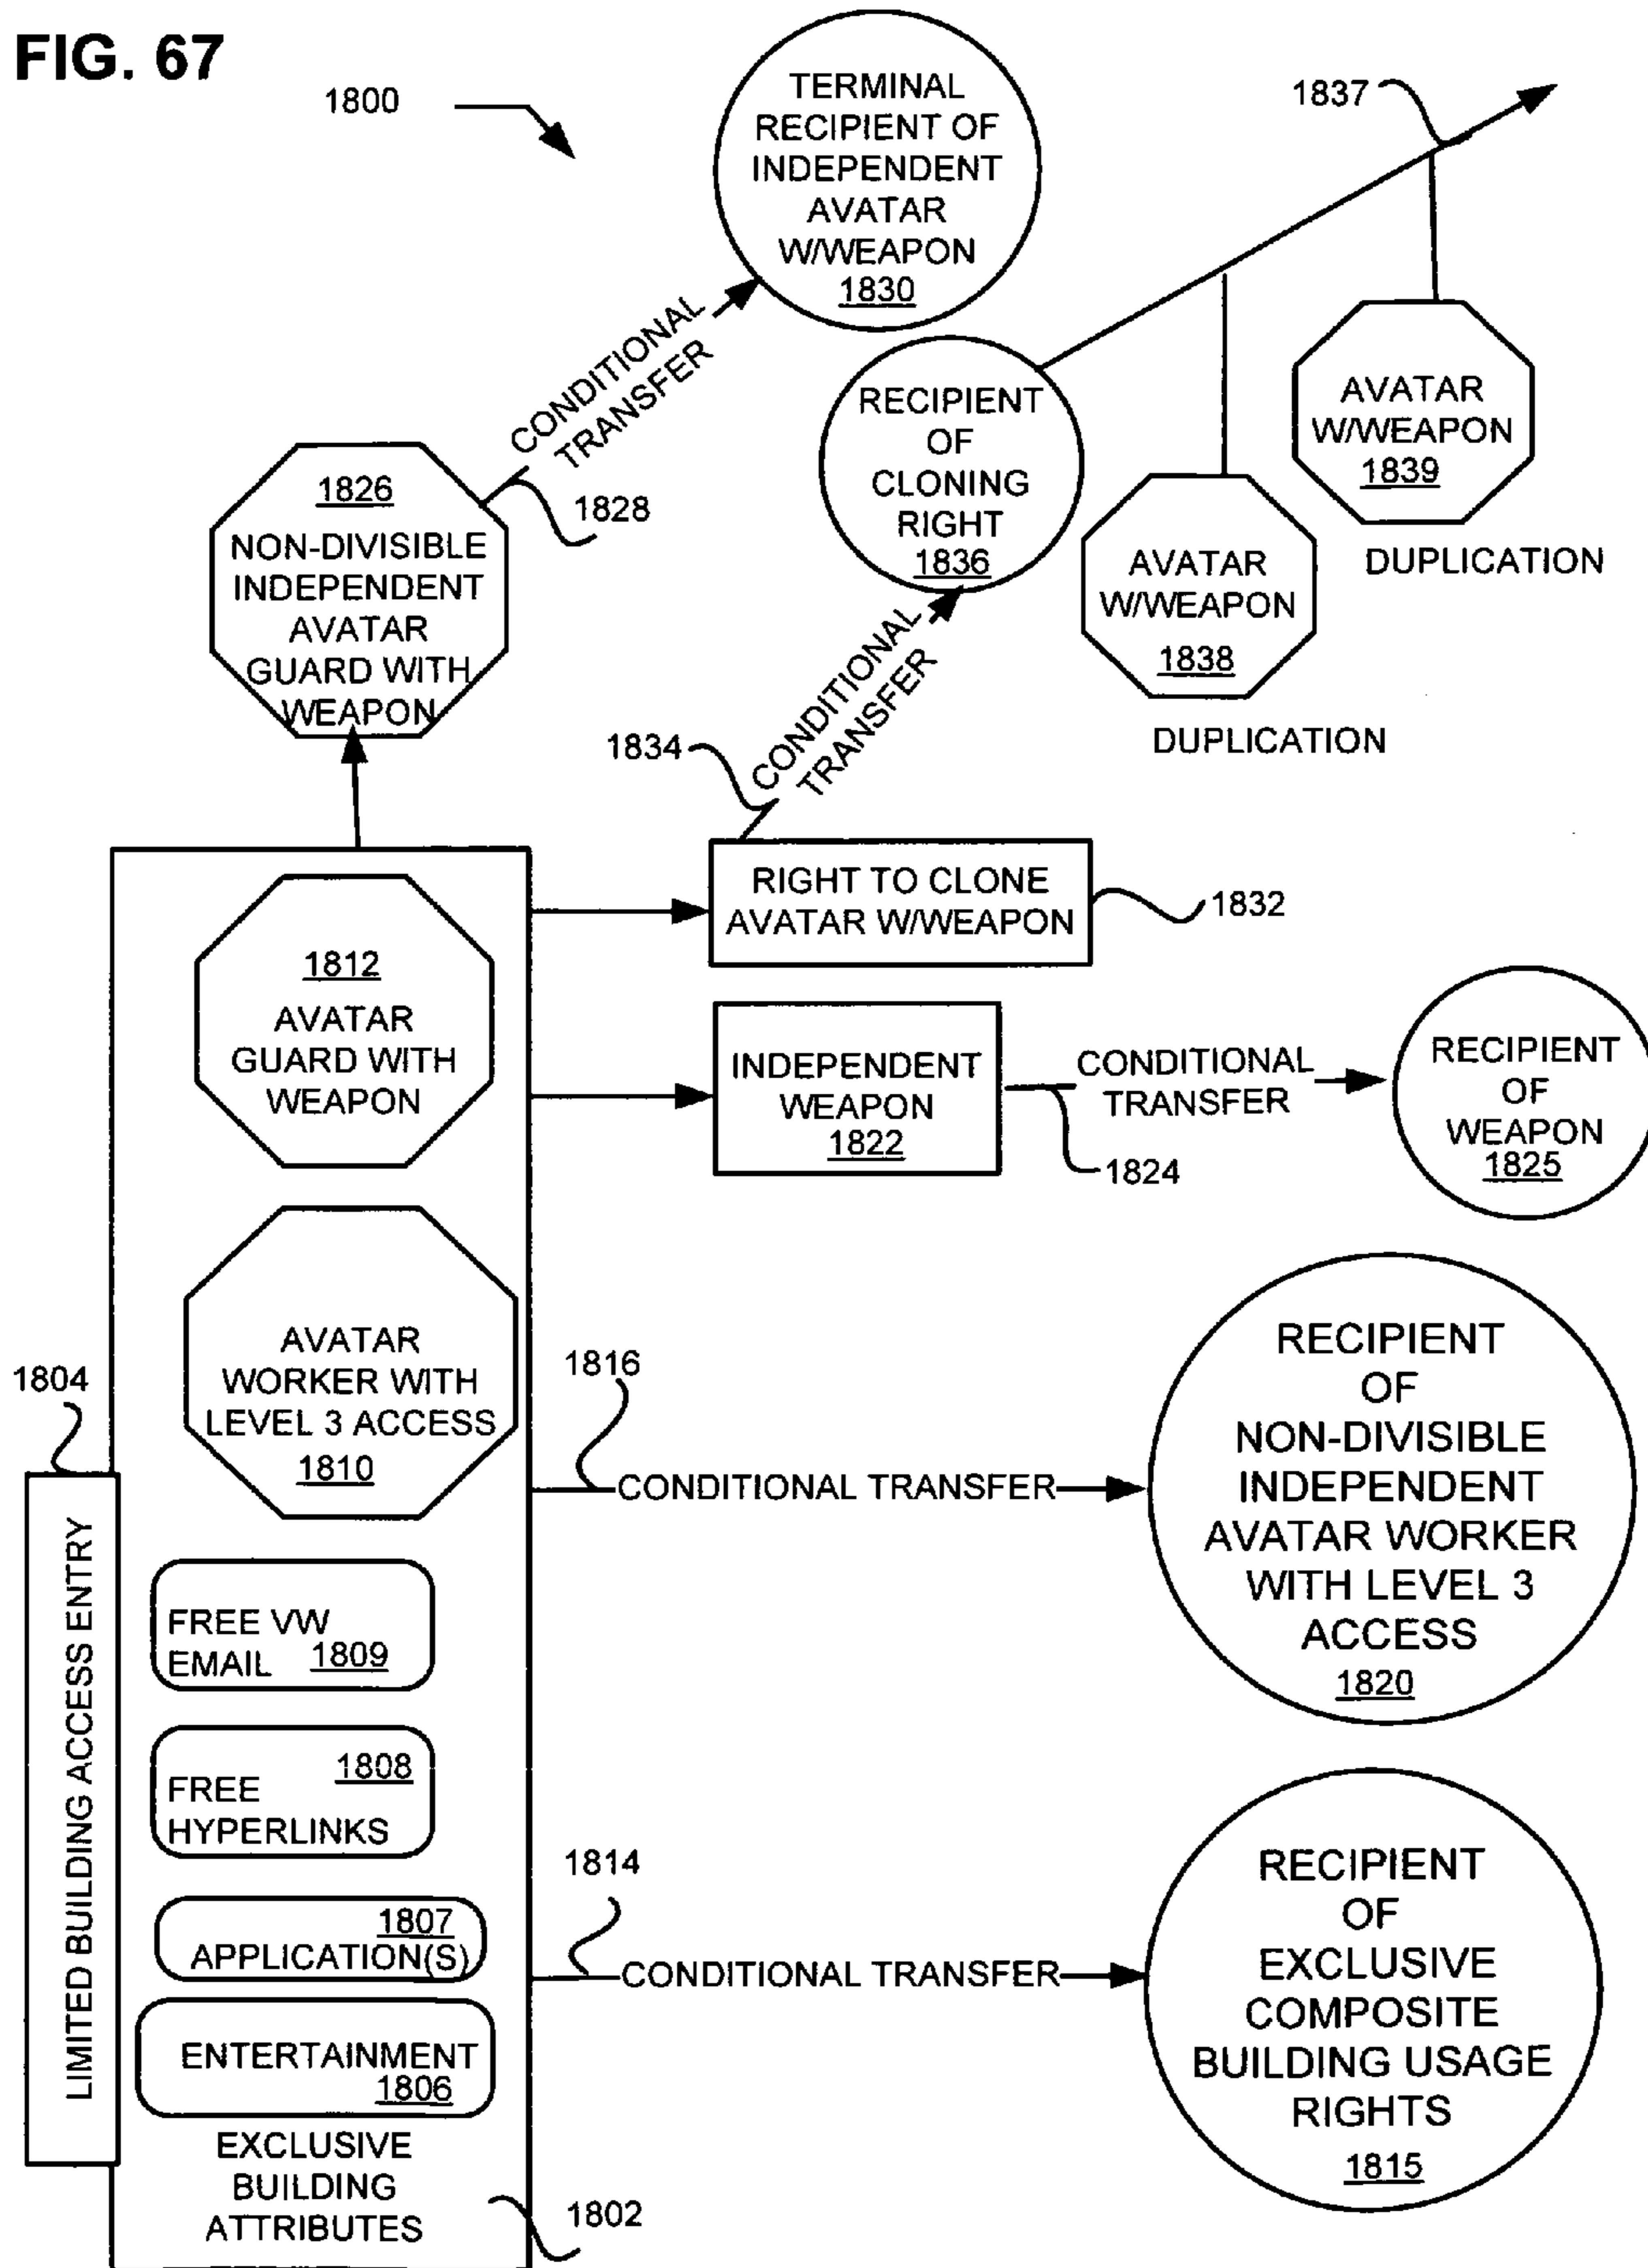 FIG. 67
1800
TERMINAL
RECIPIENT OF
INDEPENDENT
AVATAR
W/WEAPON
1830
1837
CONDITIONAL
TRANSFER
1828
RECIPIENT
OF
CLONING
RIGHT
1836
AVATAR
W/WEAPON
1839
DUPLICATION
AVATAR
W/WEAPON
1838
DUPLICATION
1826
NON-DIVISIBLE
INDEPENDENT
AVATAR
GUARD WITH
WEAPON
1834
CONDITIONAL
TRANSFER
RIGHT TO CLONE
AVATAR W/WEAPON
1832
1812
AVATAR
GUARD WITH
WEAPON
INDEPENDENT
WEAPON
1822
CONDITIONAL
TRANSFER
1824
RECIPIENT
OF
WEAPON
1825
AVATAR
WORKER WITH
LEVEL 3 ACCESS
1810
1816
CONDITIONAL TRANSFER
RECIPIENT
OF
NON-DIVISIBLE
INDEPENDENT
AVATAR WORKER
WITH LEVEL 3
ACCESS
1820
1804
LIMITED BUILDING ACCESS ENTRY
FREE VW
EMAIL 1809
1808
FREE
HYPERLINKS
1807
APPLICATION(S)
ENTERTAINMENT
1806
EXCLUSIVE
BUILDING
ATTRIBUTES
1802
1814
CONDITIONAL TRANSFER
RECIPIENT
OF
EXCLUSIVE
COMPOSITE
BUILDING USAGE
RIGHTS
1815